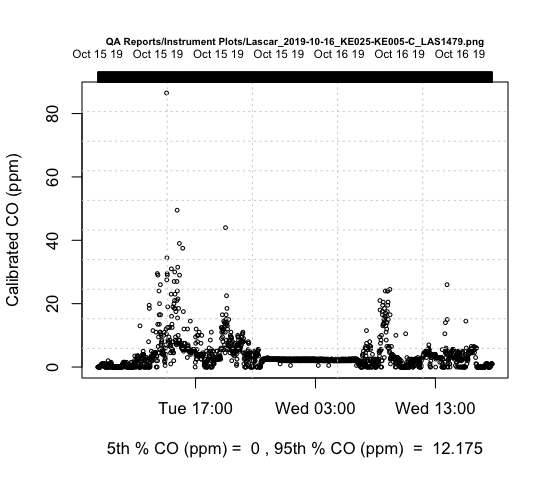 QA Reports/Instrument Plots/Lascar_2019-10-16_KE025-KE005-C_LAS1479.png
Oct 15 19 Oct 15 19 Oct 15 19 Oct 15 19 Oct 16 19 Oct 16 19 Oct 16 19
Calibrated CO (ppm)
80
60
40
20
0
Tue 17:00 Wed 03:00 Wed 13:00
5th % CO (ppm) = 0 , 95th % CO (ppm) = 12.175